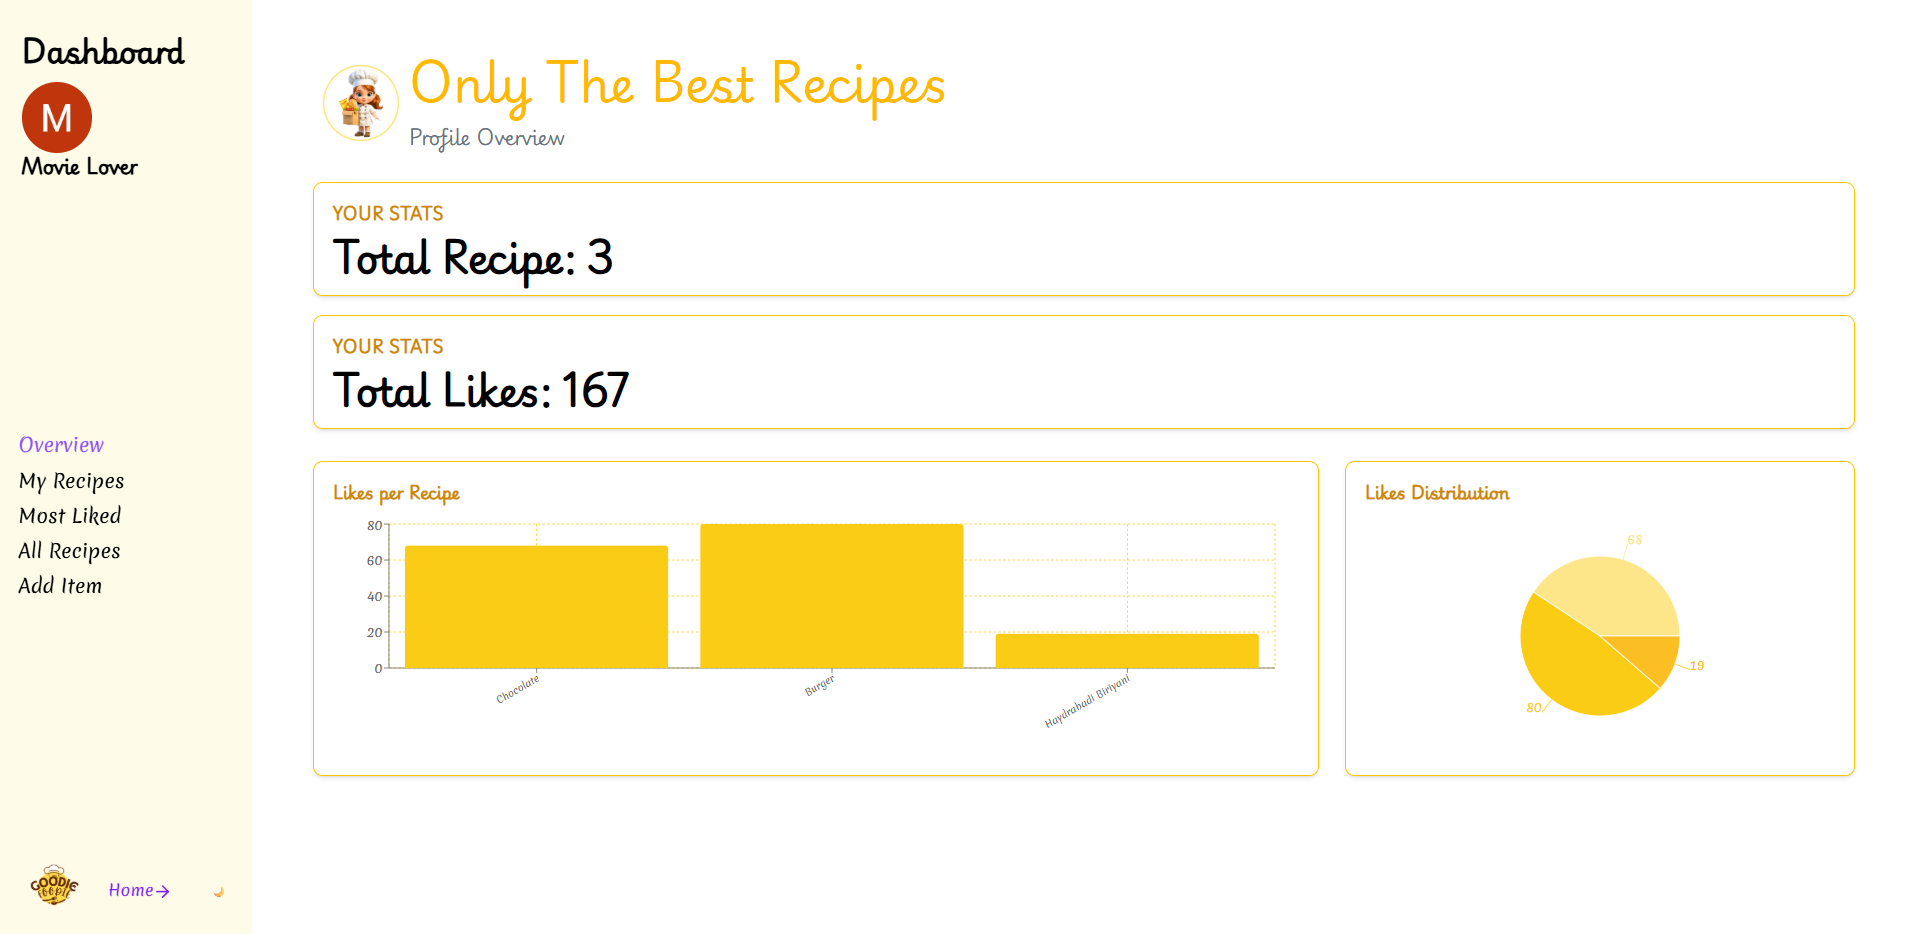 Dashboard
M
Movie Lover
Overview
My Recipes
Most Liked
All Recipes
Add Item
GOODIE
FOODIE
Home→
Only The Best Recipes
Profile Overview
YOUR STATS
Total Recipe: 3
YOUR STATS
Total Likes: 167
Likes per Recipe
80
60
40
20
0
Chocolate
Burger
Haydrabadi Biriyani
Likes Distribution
68
19
80